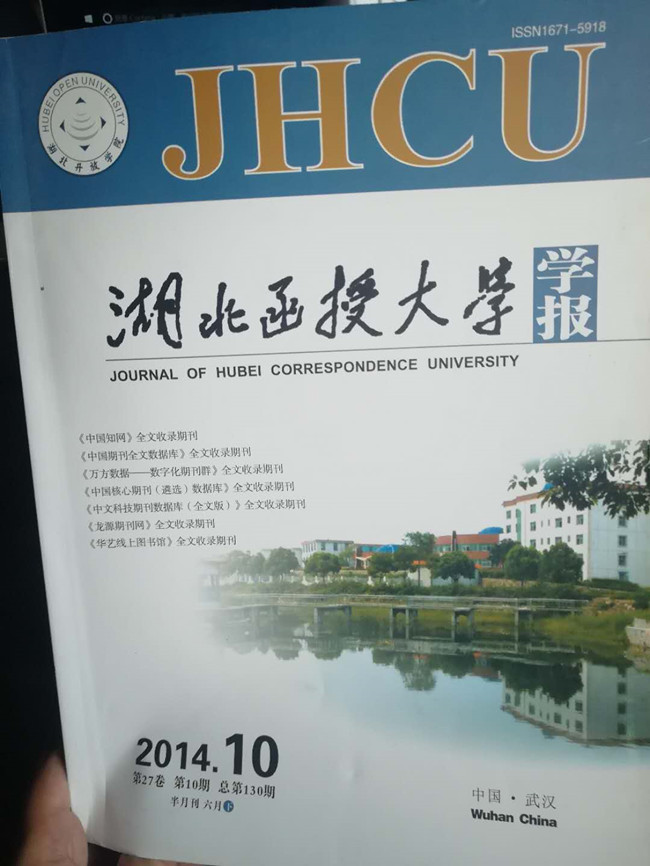 ISSN1671-5918
HUBEI OPEN UNIVERSITY
湖北开放学院
JHCU
湖北函授大学学报
JOURNAL OF HUBEI CORRESPONDENCE UNIVERSITY
《中国知网》全文收录期刊
《中国期刊全文数据库》全文收录期刊
《万方数据——数字化期刊群》全文收录期刊
《中国核心期刊（遴选）数据库》全文收录期刊
《中文科技期刊数据库（全文版）》全文收录期刊
《龙源期刊网》全文收录期刊
《华艺线上图书馆》全文收录期刊
2014.10
第27卷 第10期 总第130期
半月刊 六月下
中国·武汉
Wuhan China